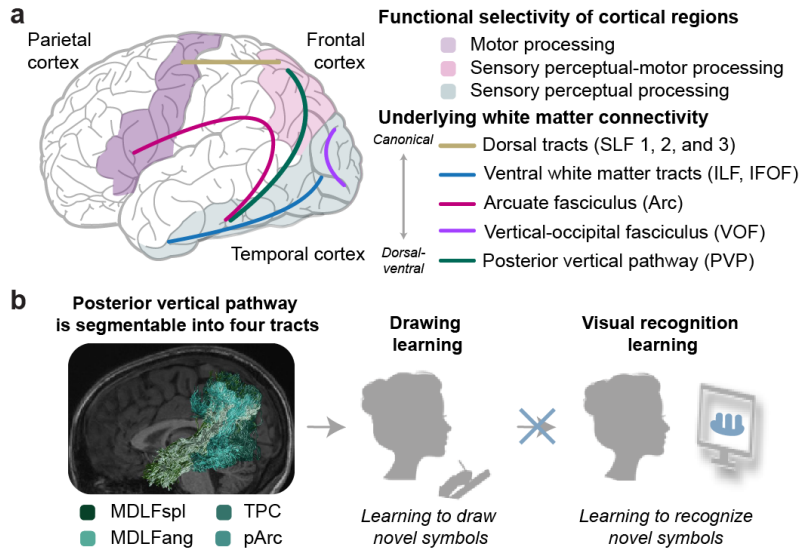 a
Parietal
cortex
Frontal
cortex
Temporal cortex
Functional selectivity of cortical regions
Motor processing
Sensory perceptual-motor processing
Sensory perceptual processing
Underlying white matter connectivity
Canonical
Dorsal-
ventral
Dorsal tracts (SLF 1, 2, and 3)
Ventral white matter tracts (ILF, IFOF)
Arcuate fasciculus (Arc)
Vertical-occipital fasciculus (VOF)
Posterior vertical pathway (PVP)
b
Posterior vertical pathway
is segmentable into four tracts
MDLFspl
TPC
MDLFang
pArc
Drawing
learning
Learning to draw
novel symbols
Visual recognition
learning
Learning to recognize
novel symbols